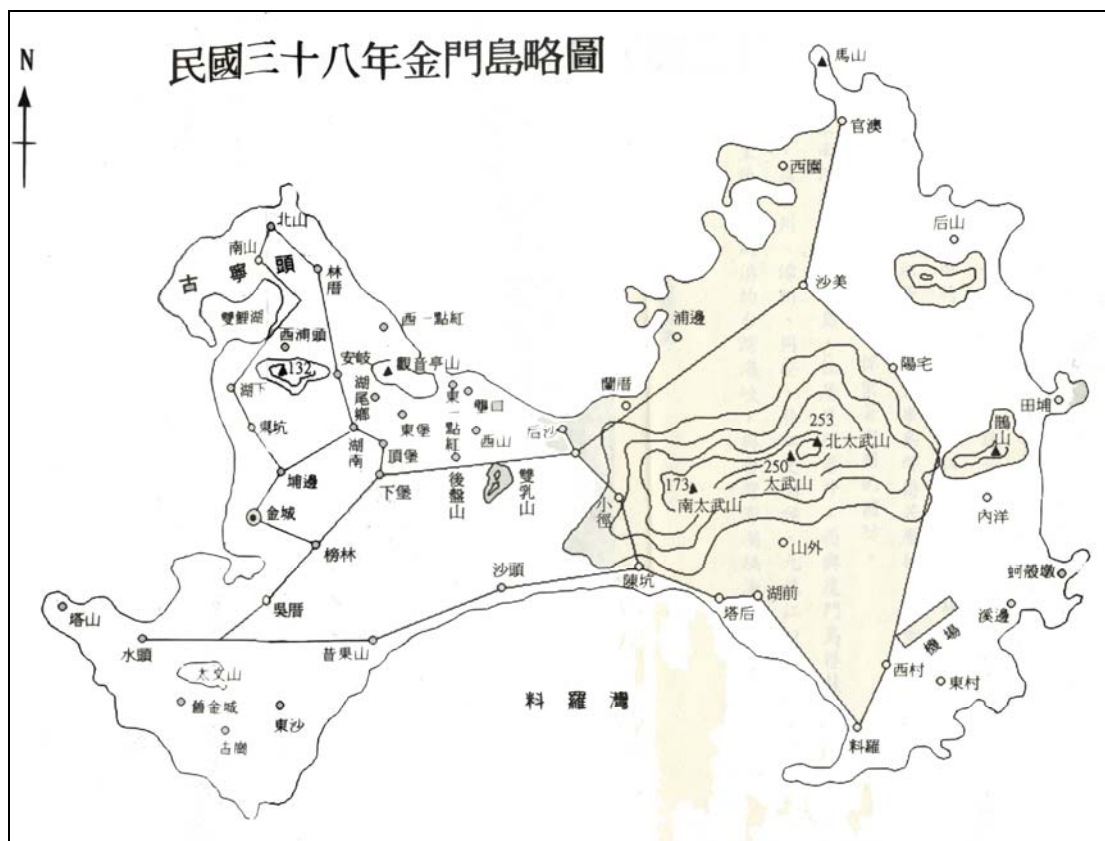 民國三十八年金門島略圖
N
馬山
官澳
西園
后山
北山
南山
古寧頭
林厝
沙美
雙鯉湖
西一點紅
浦邊
西浦頭
132
安岐
觀音亭山
陽宅
湖下
湖尾鄉
東一點紅
蘭厝
田埔
253
鵲山
東堡
西山
后沙
北太武山
湖南
頂堡
250
太武山
埔邊
下堡
後盤山
雙乳山
173
南太武山
小徑
內洋
金城
榜林
山外
蚵殼墩
沙頭
陳坑
吳厝
塔后
湖前
溪邊
塔山
機場
水頭
昔果山
西村
太文山
東村
舊金城
東沙
料羅灣
古崗
料羅